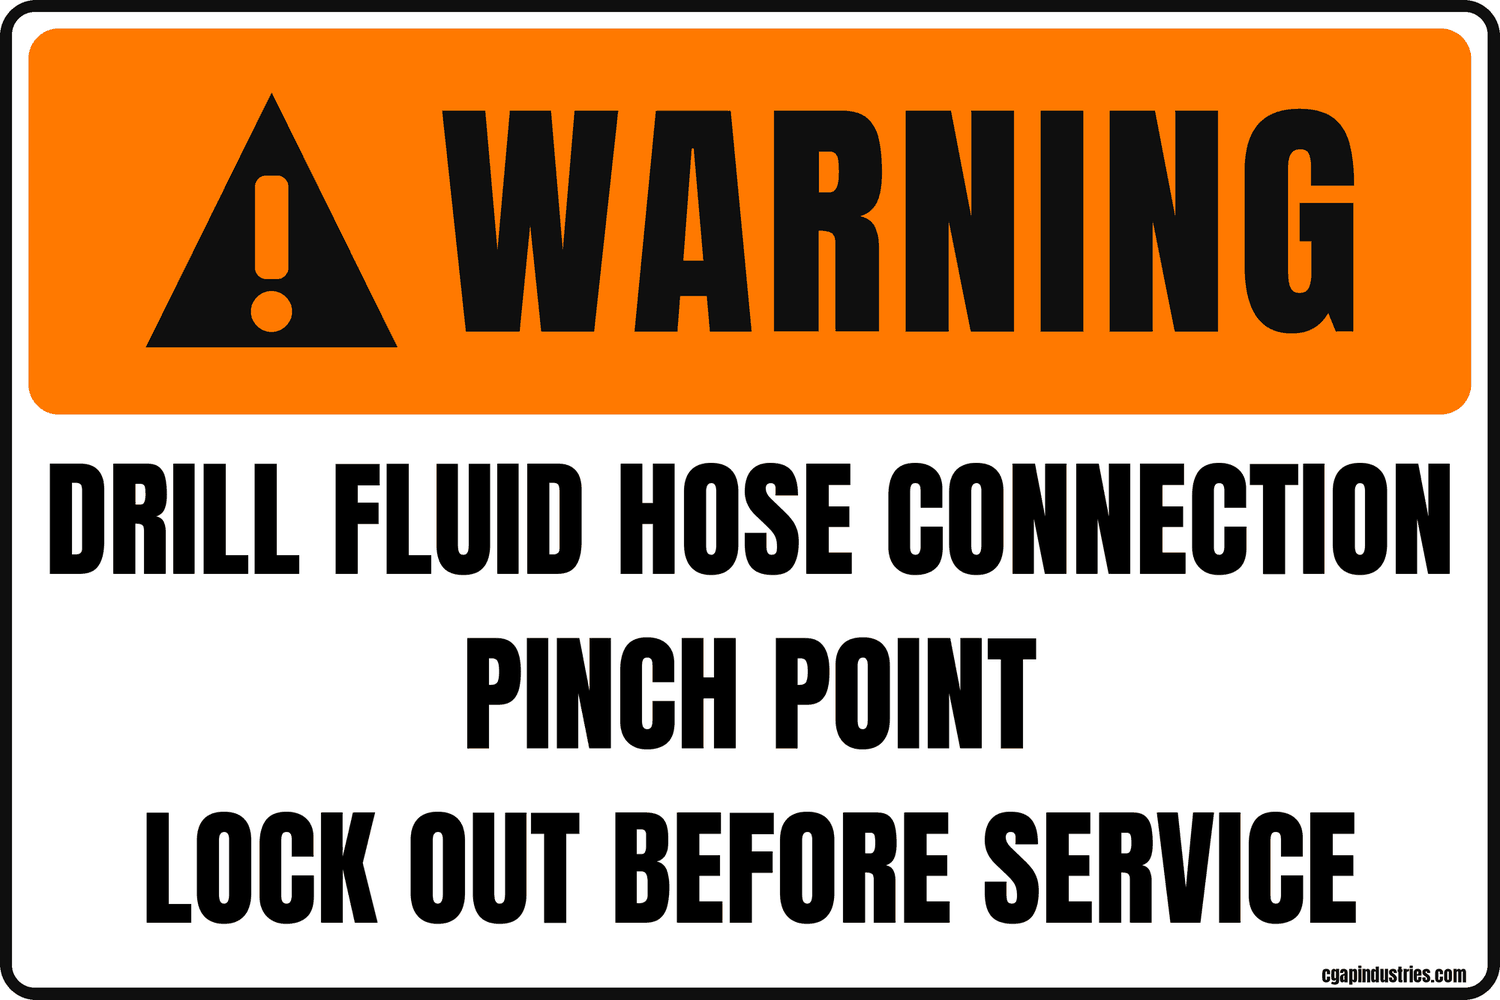 WARNING
DRILL FLUID HOSE CONNECTION
PINCH POINT
LOCK OUT BEFORE SERVICE
cgapindustries.com